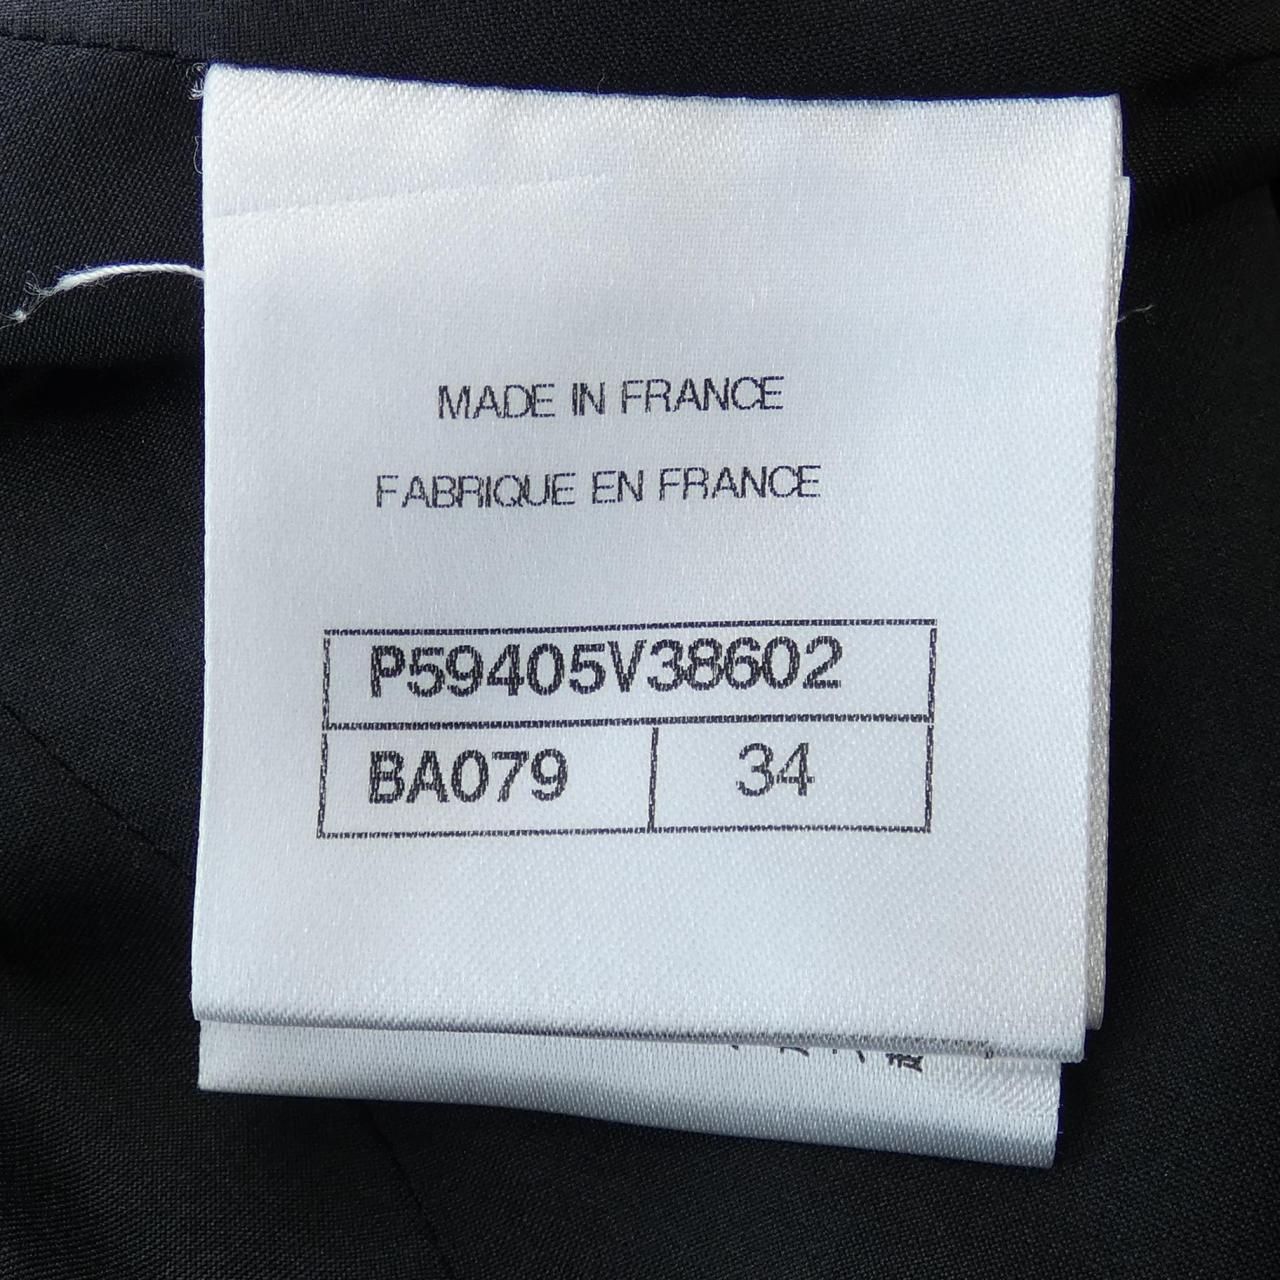 MADE IN FRANCE
FABRIQUE EN FRANCE
P59405V38602
BA079 34